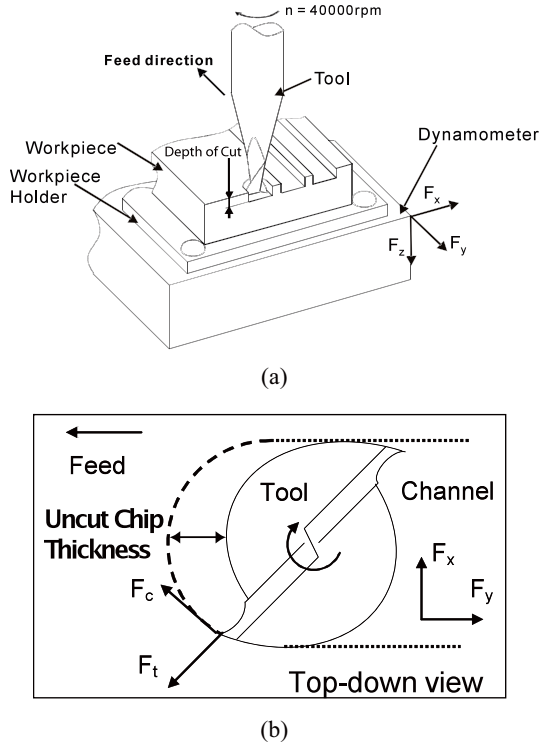 n = 40000rpm
Feed direction
Tool
Dynamometer
Workpiece
Depth of Cut
Workpiece
Holder
Fx
Fy
Fz
(a)
Feed
Tool
Channel
Uncut Chip
Thickness
Fc
Fx
Fy
Ft
Top-down view
(b)